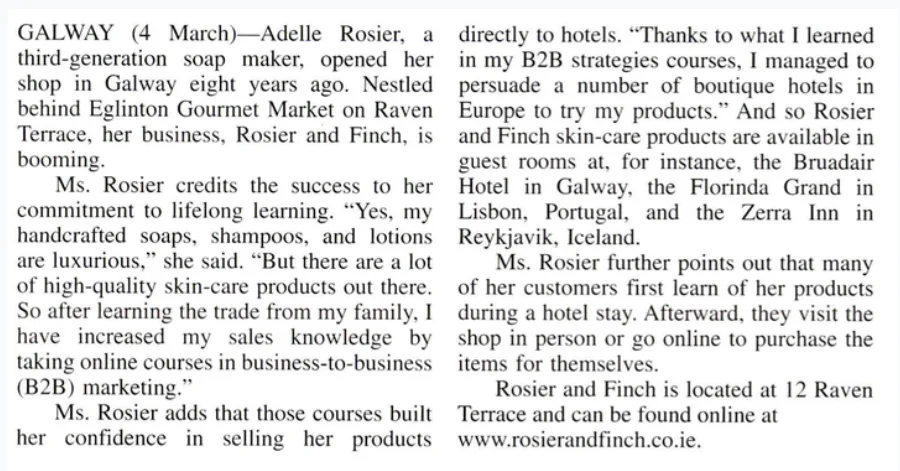 GALWAY (4 March)—Adelle Rosier, a
third-generation soap maker, opened her
shop in Galway eight years ago. Nestled
behind Eglinton Gourmet Market on Raven
Terrace, her business, Rosier and Finch, is
booming.
Ms. Rosier credits the success to her
commitment to lifelong learning. “Yes, my
handcrafted soaps, shampoos, and lotions
are luxurious,” she said. “But there are a lot
of high-quality skin-care products out there.
So after learning the trade from my family, I
have increased my sales knowledge by
taking online courses in business-to-business
(B2B) marketing.”
Ms. Rosier adds that those courses built
her confidence in selling her products
directly to hotels. “Thanks to what I learned
in my B2B strategies courses, I managed to
persuade a number of boutique hotels in
Europe to try my products.” And so Rosier
and Finch skin-care products are available in
guest rooms at, for instance, the Bruadair
Hotel in Galway, the Florinda Grand in
Lisbon, Portugal, and the Zerra Inn in
Reykjavik, Iceland.
Ms. Rosier further points out that many
of her customers first learn of her products
during a hotel stay. Afterward, they visit the
shop in person or go online to purchase the
items for themselves.
Rosier and Finch is located at 12 Raven
Terrace and can be found online at
www.rosierandfinch.co.ie.